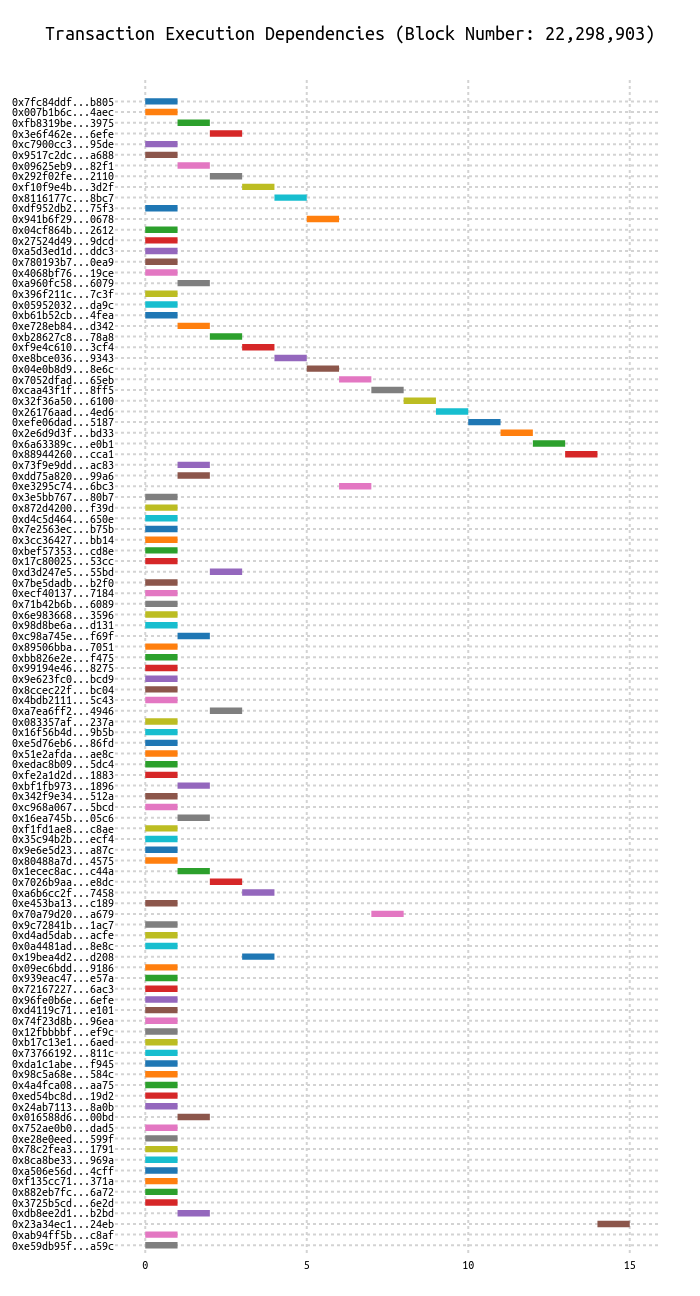 Transaction Execution Dependencies (Block Number: 22,298,903)
0x7fc84ddf...b805
0x007b1b6c...4aec
0xfb8319be...3975
0x3e6f462e...6efe
0xc7900cc3...95de
0x9517c2dc...a688
0x09625eb9...82f1
0x292f02fe...2110
0xf10f9e4b...3d2f
0x8116177c...8bc7
0xdf952db2...75f3
0x941b6f29...0678
0x04cf864b...2612
0x27524d49...9dcd
0xa5d3ed1d...ddc3
0x780193b7...0ea9
0x4068bf76...19ce
0xa960fc58...6079
0x396f211c...7c3f
0x05952032...da9c
0xb61b52cb...4fea
0xe728eb84...d342
0xb28627c8...78a8
0xf9e4c610...3cf4
0xe8bce036...9343
0x04e0b8d9...8e6c
0x7052dfad...65eb
0xcaa43f1f...8ff5
0x32f36a50...6100
0x26176aad...4ed6
0xefe06dad...5187
0x2e6d9d3f...bd33
0x6a63389c...e0b1
0x88944260...cca1
0x73f9e9dd...ac83
0xdd75a820...99a6
0xe3295c74...6bc3
0x3e5bb767...80b7
0x872d4200...f39d
0xd4c5d464...650e
0x7e2563ec...b75b
0x3cc36427...bb14
0xbef57353...cd8e
0x17c80025...53cc
0xd3d247e5...55bd
0x7be5dadb...b2f0
0xecf40137...7184
0x71b42b6b...6089
0x6e983668...3596
0x98d8be6a...d131
0xc98a745e...f69f
0x89506bba...7051
0xbb826e2e...f475
0x99194e46...8275
0x9e623fc0...bcd9
0x8ccec22f...bc04
0x4bdb2111...5c43
0xa7ea6ff2...4946
0x083357af...237a
0x16f56b4d...9b5b
0xe5d76eb6...86fd
0x51e2afda...ae8c
0xedac8b09...5dc4
0xfe2a1d2d...1883
0xbf1fb973...1896
0x342f9e34...512a
0xc968a067...5bcd
0x16ea745b...05c6
0xf1fd1ae8...c8ae
0x35c94b2b...ecf4
0x9e6e5d23...a87c
0x80488a7d...4575
0x1ecec8ac...c44a
0x7026b9aa...e8dc
0xa6b6cc2f...7458
0xe453ba13...c189
0x70a79d20...a679
0x9c72841b...1ac7
0xd4ad5dab...acfe
0x0a4481ad...8e8c
0x19bea4d2...d208
0x09ec6bdd...9186
0x939eac47...e57a
0x72167227...6ac3
0x96fe0b6e...6efe
0xd4119c71...e101
0x74f23d8b...96ea
0x12fbbbbf...ef9c
0xb17c13e1...6aed
0x73766192...811c
0xda1c1abe...f945
0x98c5a68e...584c
0x4a4fca08...aa75
0xed54bc8d...19d2
0x24ab7113...8a0b
0x016588d6...00bd
0x752ae0b0...dad5
0xe28e0eed...599f
0x78c2fea3...1791
0x8ca8be33...969a
0xa506e56d...4cff
0xf135cc71...371a
0x882eb7fc...6a72
0x3725b5cd...6e2d
0xdb8ee2d1...b2bd
0x23a34ec1...24eb
0xab94ff5b...c8af
0xe59db95f...a59c
0 5 10 15